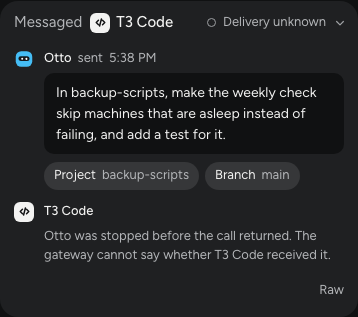 Messaged T3 Code Delivery unknown
Otto sent 5:38 PM
In backup-scripts, make the weekly check
skip machines that are asleep instead of
failing, and add a test for it.
Project backup-scripts Branch main
T3 Code
Otto was stopped before the call returned. The
gateway cannot say whether T3 Code received it.
Raw